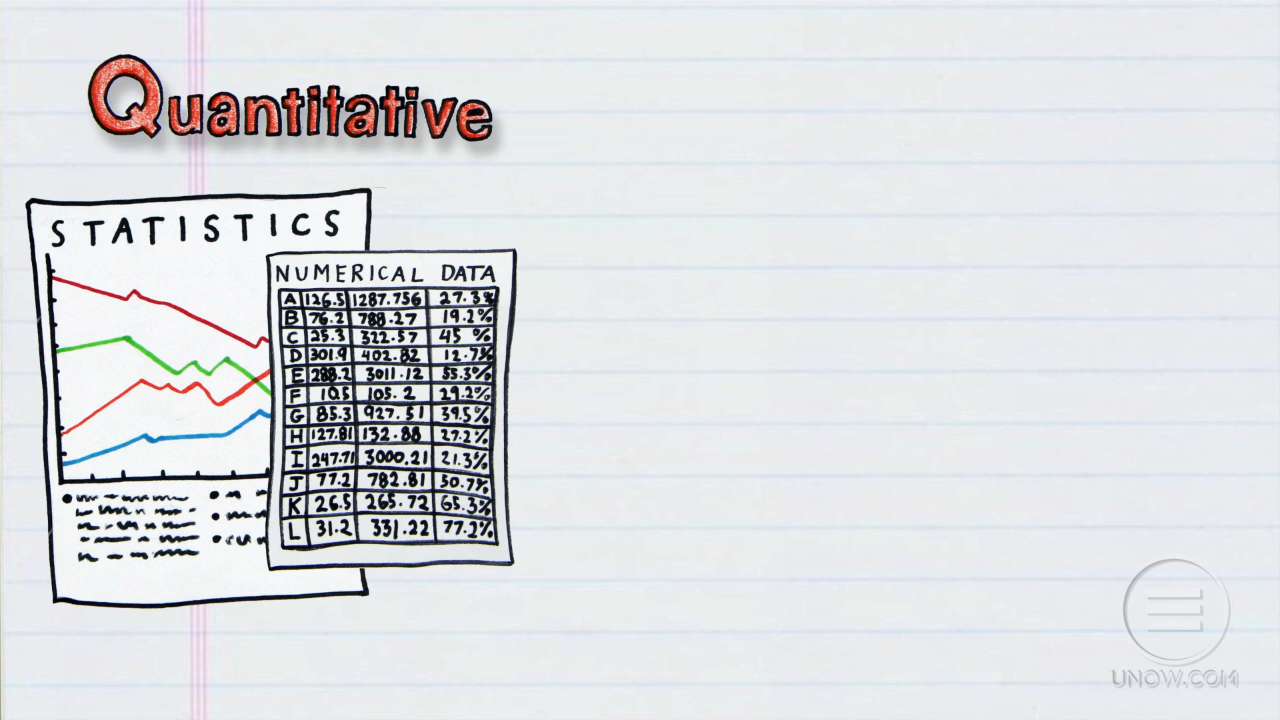 Quantitative
STATISTICS
NUMERICAL DATA
A 126.5 1287.756 27.3%
B 76.2 788.27 19.2%
C 25.3 322.57 45 %
D 301.9 402.82 12.7%
E 288.2 3011.12 55.3%
F 10.5 105.2 29.2%
G 85.3 927.51 39.5%
H 127.81 132.88 27.2%
I 247.71 3000.21 21.3%
J 77.2 782.81 50.7%
K 26.5 265.72 65.3%
L 31.2 331.22 77.2%
UNOW.COM